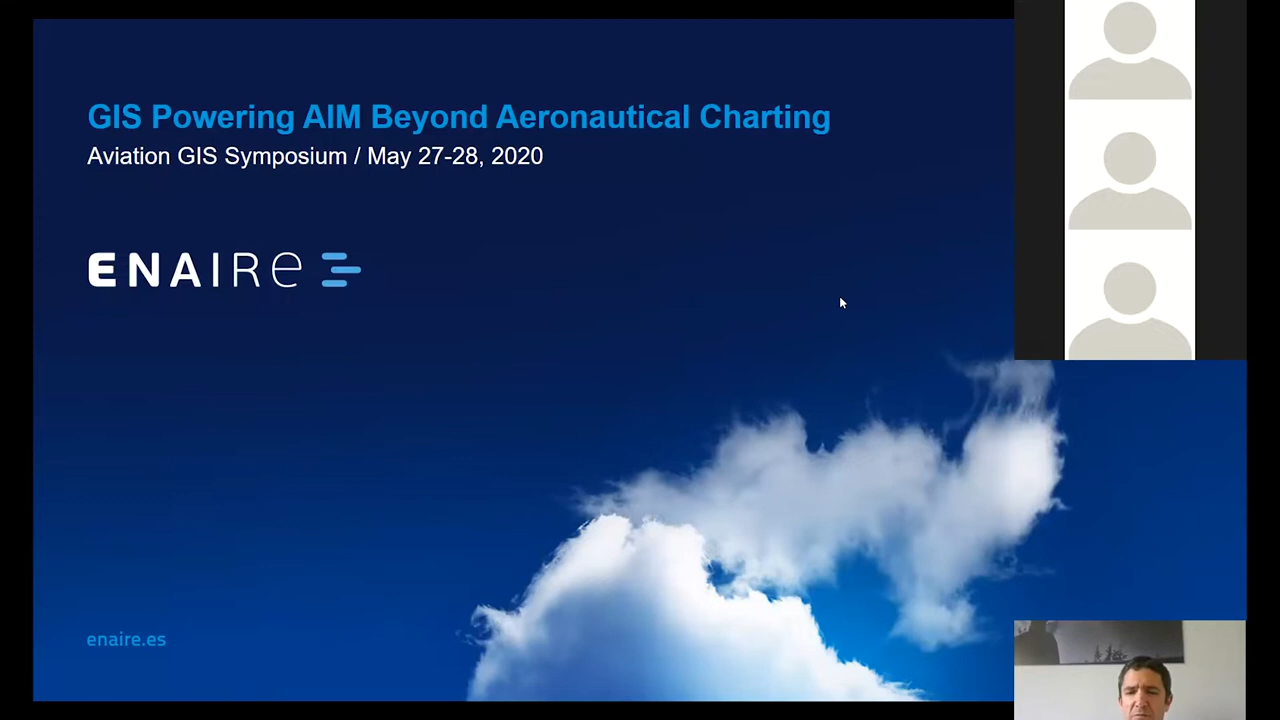 GIS Powering AIM Beyond Aeronautical Charting
Aviation GIS Symposium / May 27-28, 2020
ENAIRe
enaire.es